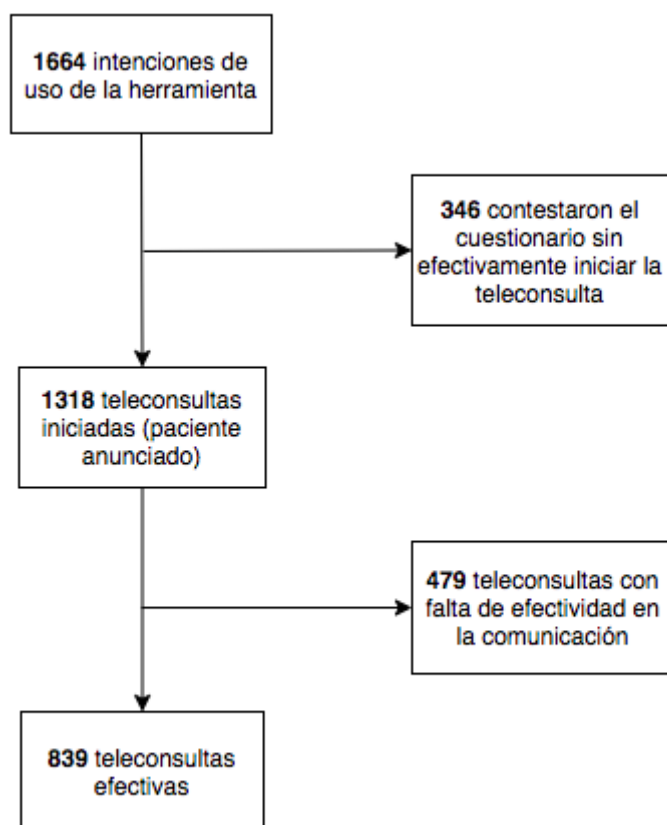 1664 intenciones de
uso de la herramienta
346 contestaron el
cuestionario sin
efectivamente iniciar la
teleconsulta
1318 teleconsultas
iniciadas (paciente
anunciado)
479 teleconsultas con
falta de efectividad en
la comunicación
839 teleconsultas
efectivas